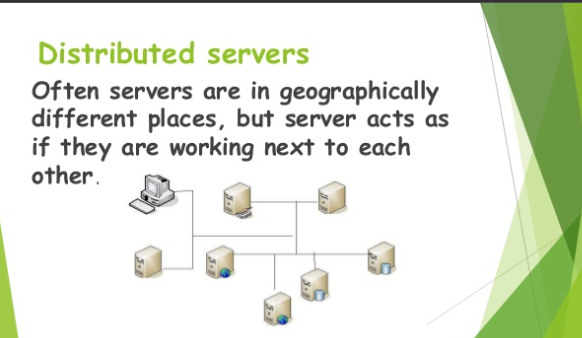 Distributed servers
Often servers are in geographically
different places, but server acts as
if they are working next to each
other.